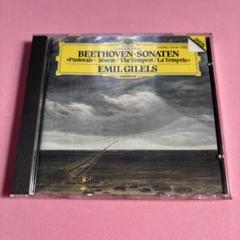 BEETHOVEN·SONATEN
»Pastorale · Sturm / The Tempest / La Tempête«
EMIL GILELS